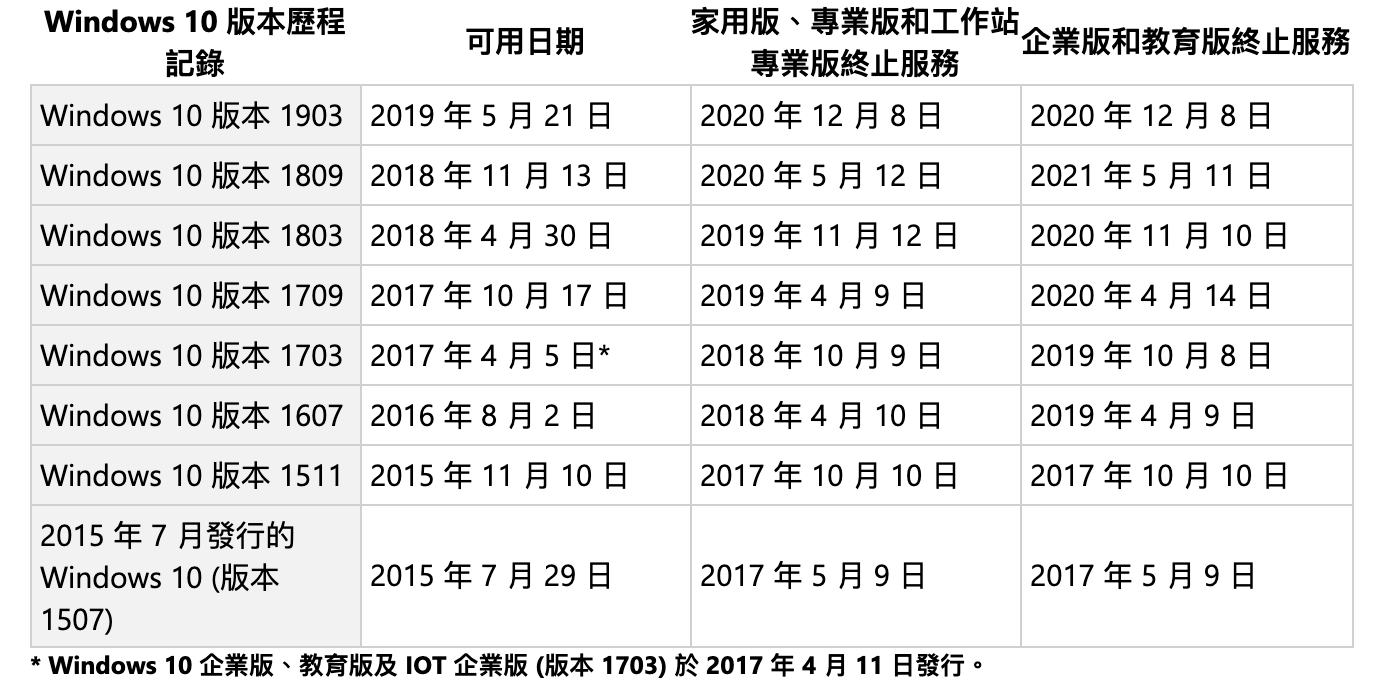 Windows 10 版本歷程
記錄
可用日期
家用版、專業版和工作站
專業版終止服務
企業版和教育版終止服務
Windows 10 版本 1903
2019 年 5 月 21 日
2020 年 12 月 8 日
2020 年 12 月 8 日
Windows 10 版本 1809
2018 年 11 月 13 日
2020 年 5 月 12 日
2021 年 5 月 11 日
Windows 10 版本 1803
2018 年 4 月 30 日
2019 年 11 月 12 日
2020 年 11 月 10 日
Windows 10 版本 1709
2017 年 10 月 17 日
2019 年 4 月 9 日
2020 年 4 月 14 日
Windows 10 版本 1703
2017 年 4 月 5 日*
2018 年 10 月 9 日
2019 年 10 月 8 日
Windows 10 版本 1607
2016 年 8 月 2 日
2018 年 4 月 10 日
2019 年 4 月 9 日
Windows 10 版本 1511
2015 年 11 月 10 日
2017 年 10 月 10 日
2017 年 10 月 10 日
2015 年 7 月發行的
Windows 10 (版本
1507)
2015 年 7 月 29 日
2017 年 5 月 9 日
2017 年 5 月 9 日
* Windows 10 企業版、教育版及 IOT 企業版 (版本 1703) 於 2017 年 4 月 11 日發行。